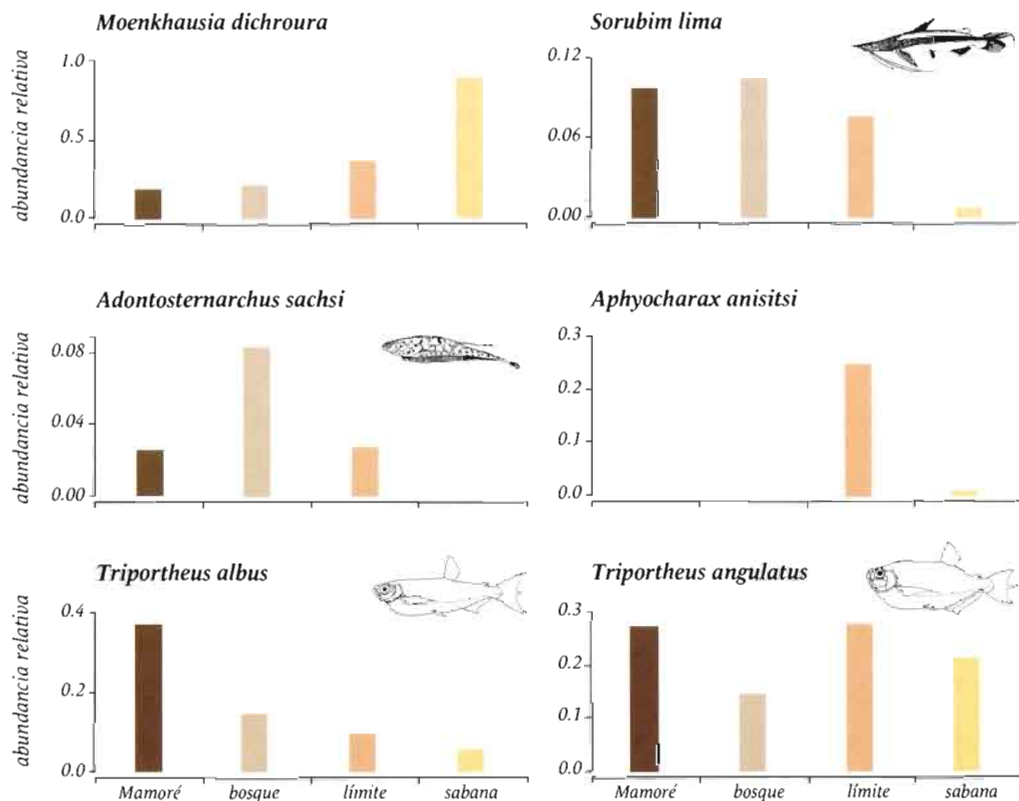 Moenkhausia dichroura
abundancia relativa
1.0
0.5
0.0
Sorubim lima
0.12
0.06
0.00
Adontosternarchus sachsi
abundancia relativa
0.08
0.04
0.00
Aphyocharax anisitsi
0.3
0.2
0.1
0.0
Triportheus albus
abundancia relativa
0.4
0.2
0.0
Mamoré bosque límite sabana
Triportheus angulatus
0.3
0.2
0.1
0.0
Mamoré bosque límite sabana